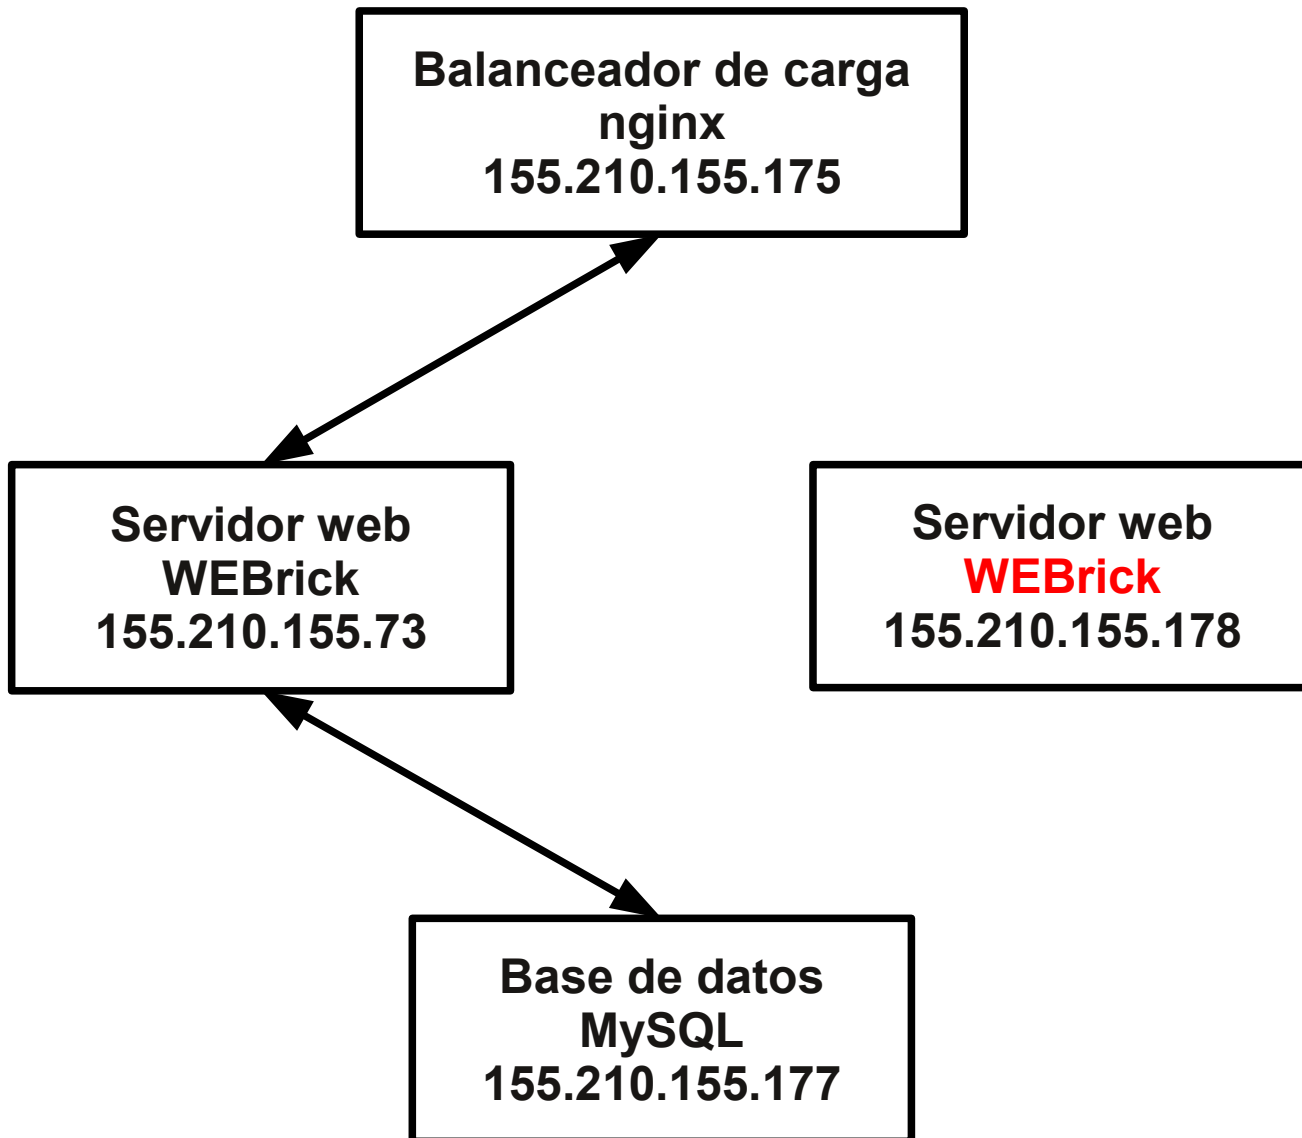 Balanceador de carga
nginx
155.210.155.175
Servidor web
WEBrick
155.210.155.73
Servidor web
WEBrick
155.210.155.178
Base de datos
MySQL
155.210.155.177